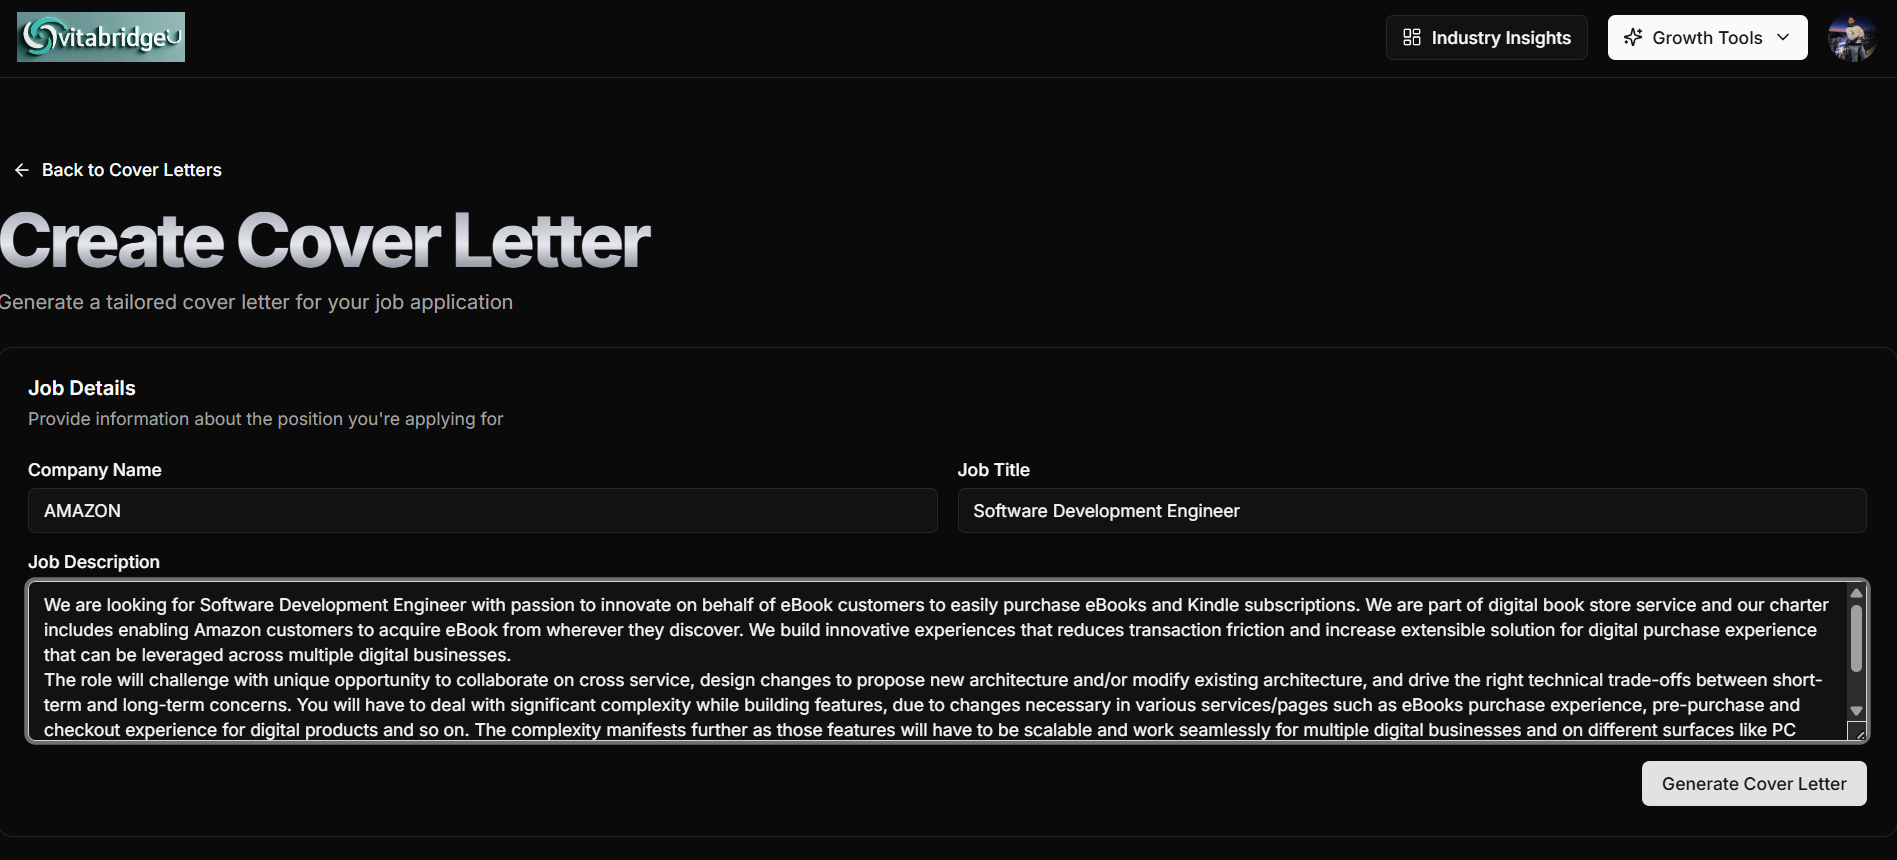 vitabridgeU
Industry Insights
Growth Tools
Back to Cover Letters
Create Cover Letter
Generate a tailored cover letter for your job application
Job Details
Provide information about the position you're applying for
Company Name
Job Title
AMAZON
Software Development Engineer
Job Description
We are looking for Software Development Engineer with passion to innovate on behalf of eBook customers to easily purchase eBooks and Kindle subscriptions. We are part of digital book store service and our charter
includes enabling Amazon customers to acquire eBook from wherever they discover. We build innovative experiences that reduces transaction friction and increase extensible solution for digital purchase experience
that can be leveraged across multiple digital businesses.
The role will challenge with unique opportunity to collaborate on cross service, design changes to propose new architecture and/or modify existing architecture, and drive the right technical trade-offs between short-
term and long-term concerns. You will have to deal with significant complexity while building features, due to changes necessary in various services/pages such as eBooks purchase experience, pre-purchase and
checkout experience for digital products and so on. The complexity manifests further as those features will have to be scalable and work seamlessly for multiple digital businesses and on different surfaces like PC
Generate Cover Letter